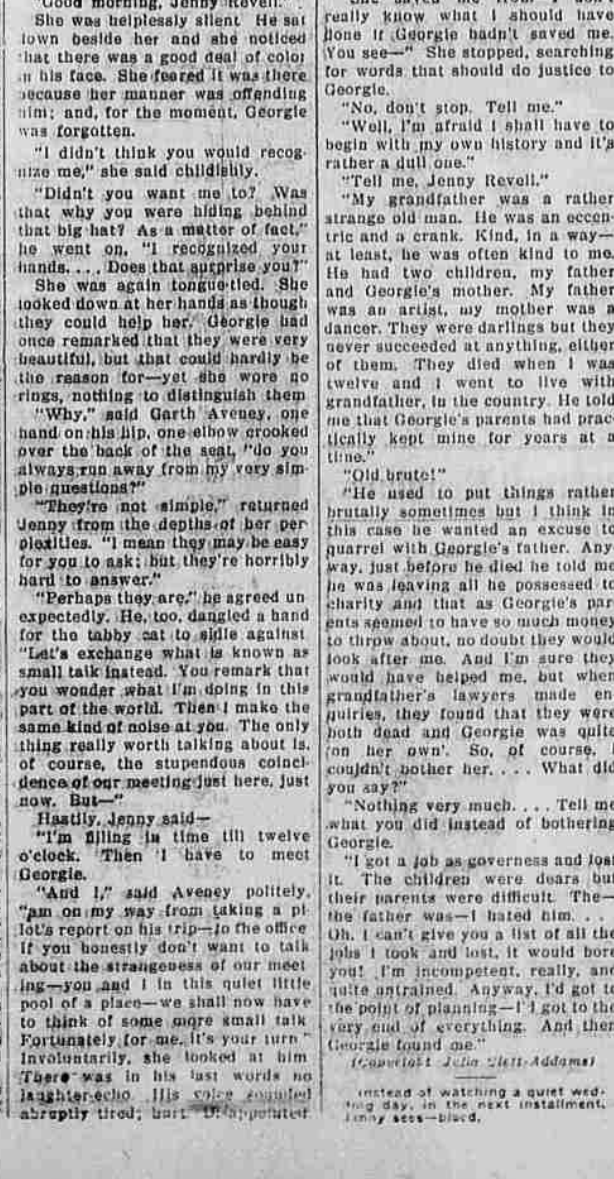 "Good morning, Jenny Revell."
She was helplessly silent. He sat
down beside her and she noticed
that there was a good deal of color
in his face. She feared it was there
because her manner was offending
him; and, for the moment, Georgie
was forgotten.
"I didn't think you would recog-
nize me," she said childishly.
"Didn't you want me to? Was
that why you were hiding behind
that big hat? As a matter of fact,"
he went on, "I recognized your
hands.... Does that surprise you?"
She was again tongue-tied. She
looked down at her hands as though
they could help her. Georgie had
once remarked that they were very
beautiful, but that could hardly be
the reason for—yet she wore no
rings, nothing to distinguish them
"Why," said Garth Aveney, one
hand on his hip, one elbow crooked
over the back of the seat, "do you
always run away from my very sim-
ple questions?"
"They're not simple," returned
Jenny from the depths of her per
plexities. "I mean they may be easy
for you to ask; but they're horribly
hard to answer."
"Perhaps they are," he agreed un
expectedly. He, too, dangled a hand
for the tabby cat to sidle against
"Let's exchange what is known as
small talk instead. You remark that
you wonder what I'm doing in this
part of the world. Then I make the
same kind of noise at you. The only
thing really worth talking about is,
of course, the stupendous coinci-
dence of our meeting just here, just
now. But—"
Hastily, Jenny said—
"I'm filling in time till twelve
o'clock. Then I have to meet
Georgie.
"And I," said Aveney politely,
"am on my way from taking a pi
lot's report on his trip—to the office
If you honestly don't want to talk
about the strangeness of our meet
ing—you and I in this quiet little
pool of a place—we shall now have
to think of some more small talk
Fortunately for me, it's your turn"
Involuntarily, she looked at him
There was in his last words no
laughter-echo His voice sounded
abruptly tired; hurt
really know what I should have
done if Georgie hadn't saved me.
You see—" She stopped, searching
for words that should do justice to
Georgie.
"No, don't stop. Tell me."
"Well, I'm afraid I shall have to
begin with my own history and it's
rather a dull one."
"Tell me, Jenny Revell."
"My grandfather was a rather
strange old man. He was an eccen-
tric and a crank. Kind, in a way—
at least, he was often kind to me.
He had two children, my father
and Georgie's mother. My father
was an artist, my mother was a
dancer. They were darlings but they
never succeeded at anything, either
of them. They died when I was
twelve and I went to live with
grandfather, in the country. He told
me that Georgie's parents had prac-
tically kept mine for years at a
time."
"Old brute!"
"He used to put things rather
brutally sometimes but I think in
this case he wanted an excuse to
quarrel with Georgie's father. Any
way, just before he died he told me
he was leaving all he possessed to
charity and that as Georgie's par
ents seemed to have so much money
to throw about, no doubt they would
look after me. And I'm sure they
would have helped me, but when
grandfather's lawyers made en
quiries, they found that they were
both dead and Georgie was quite
'on her own'. So, of course, I
couldn't bother her.... What did
you say?"
"Nothing very much.... Tell me
what you did instead of bothering
Georgie.
"I got a job as governess and lost
it. The children were dears but
their parents were difficult. The—
the father was—I hated him. . .
Oh, I can't give you a list of all the
jobs I took and lost, it would bore
you! I'm incompetent, really, and
quite untrained. Anyway, I'd got to
the point of planning—I'd got to the
very end of everything. And then
Georgie found me."
(Copyright Julia Clett-Addams)
Instead of watching a quiet wed-
ding day, in the next installment,
Jenny sees—blood.